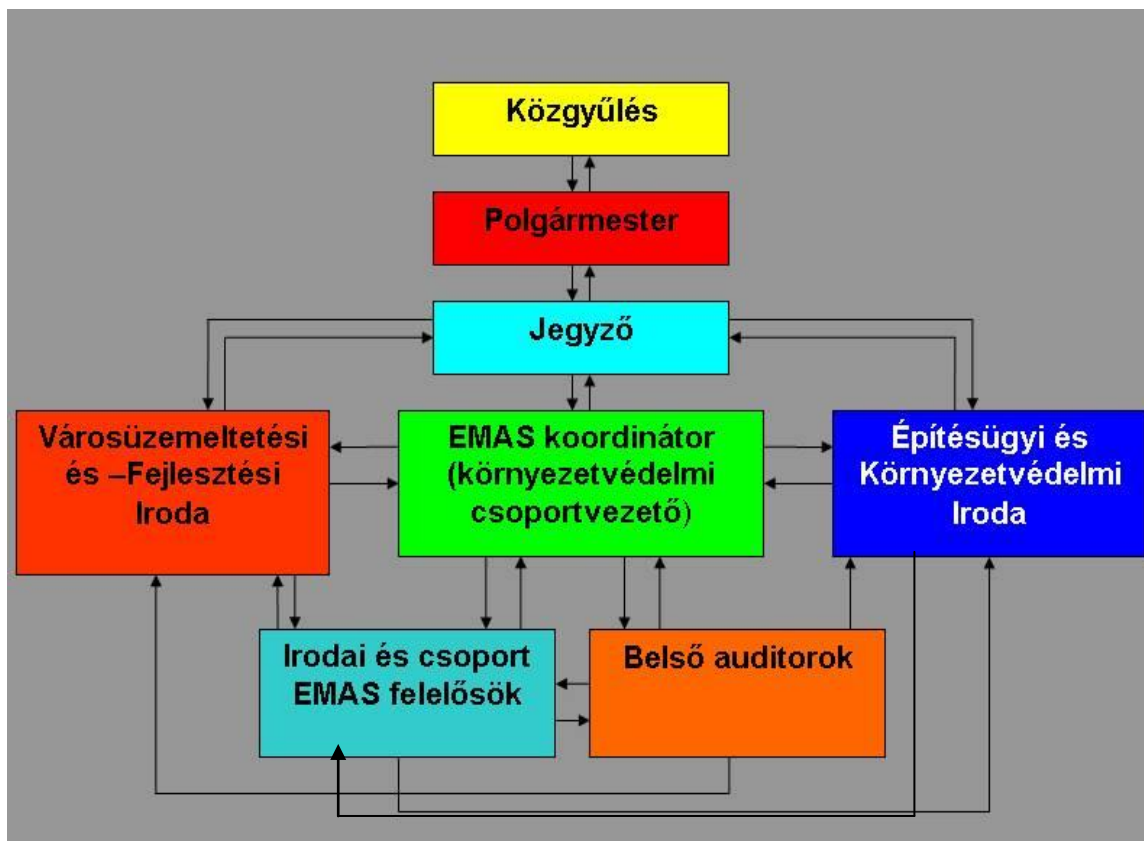 Közgyűlés
Polgármester
Jegyző
Városüzemeltetési
és –Fejlesztési
Iroda
EMAS koordinátor
(környezetvédelmi
csoportvezető)
Építésügyi és
Környezetvédelmi
Iroda
Irodai és csoport
EMAS felelősök
Belső auditorok